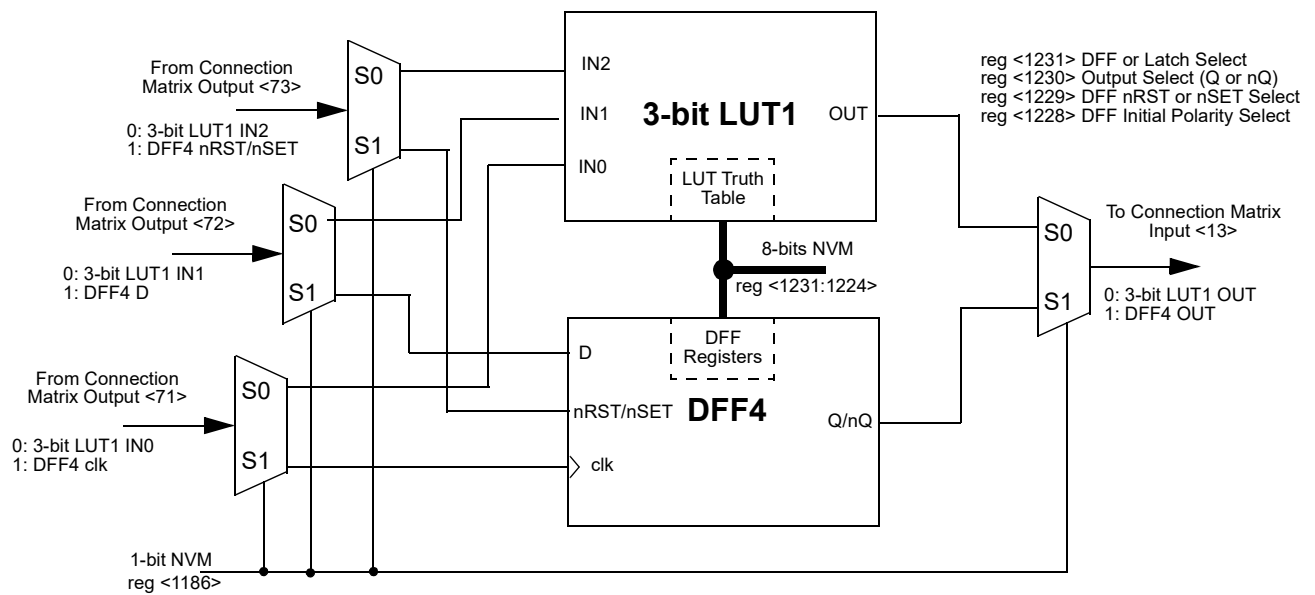 From Connection
Matrix Output <73>
0: 3-bit LUT1 IN2
1: DFF4 nRST/nSET
S0
S1
From Connection
Matrix Output <72>
0: 3-bit LUT1 IN1
1: DFF4 D
S0
S1
From Connection
Matrix Output <71>
0: 3-bit LUT1 IN0
1: DFF4 clk
S0
S1
1-bit NVM
reg <1186>
IN2
IN1
IN0
3-bit LUT1
OUT
LUT Truth
Table
8-bits NVM
reg <1231:1224>
DFF
Registers
D
nRST/nSET
clk
DFF4
Q/nQ
reg <1231> DFF or Latch Select
reg <1230> Output Select (Q or nQ)
reg <1229> DFF nRST or nSET Select
reg <1228> DFF Initial Polarity Select
S0
S1
To Connection Matrix
Input <13>
0: 3-bit LUT1 OUT
1: DFF4 OUT